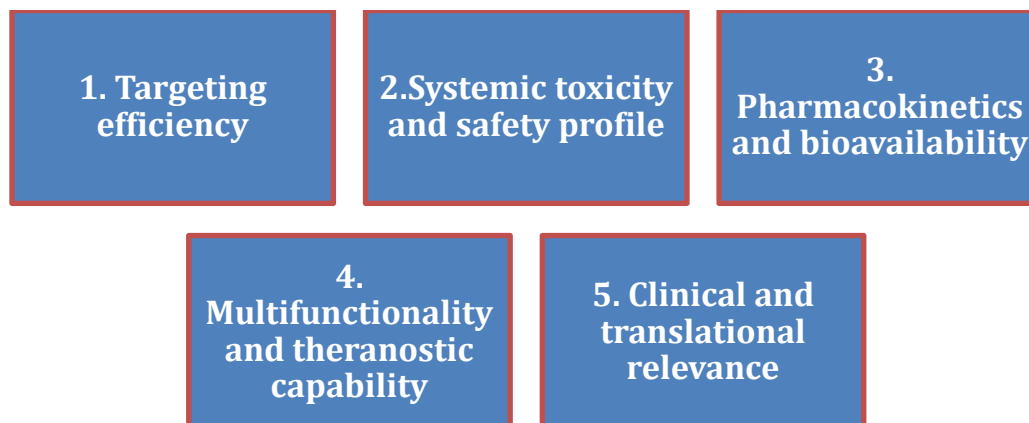 1. Targeting
efficiency
2.Systemic toxicity
and safety profile
3.
Pharmacokinetics
and bioavailability
4.
Multifunctionality
and theranostic
capability
5. Clinical and
translational
relevance